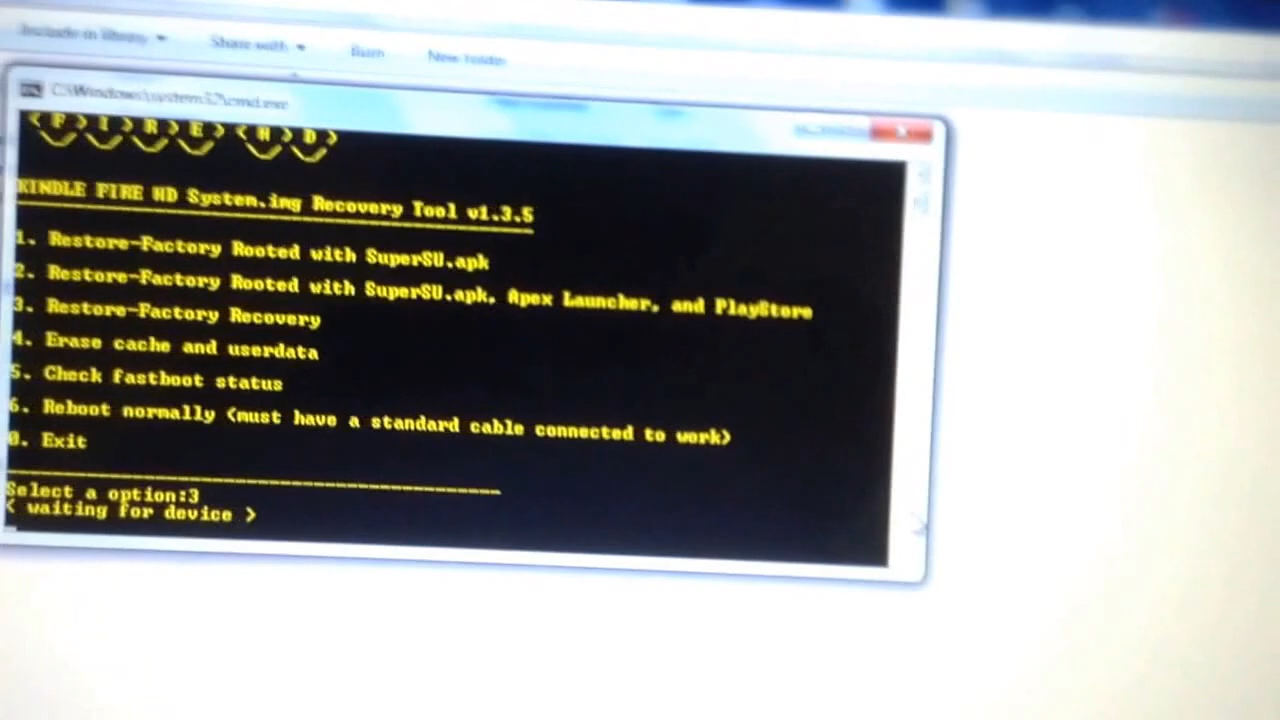 Include in library
Share with
Burn
New folder
C:\Windows\system32\cmd.exe
<F>I>R>E> <H>D>
KINDLE FIRE HD System.img Recovery Tool v1.3.5
1. Restore-Factory Rooted with SuperSU.apk
2. Restore-Factory Rooted with SuperSU.apk, Apex Launcher, and PlayStore
3. Restore-Factory Recovery
4. Erase cache and userdata
5. Check fastboot status
6. Reboot normally <must have a standard cable connected to work>
0. Exit
Select a option:3
< waiting for device >